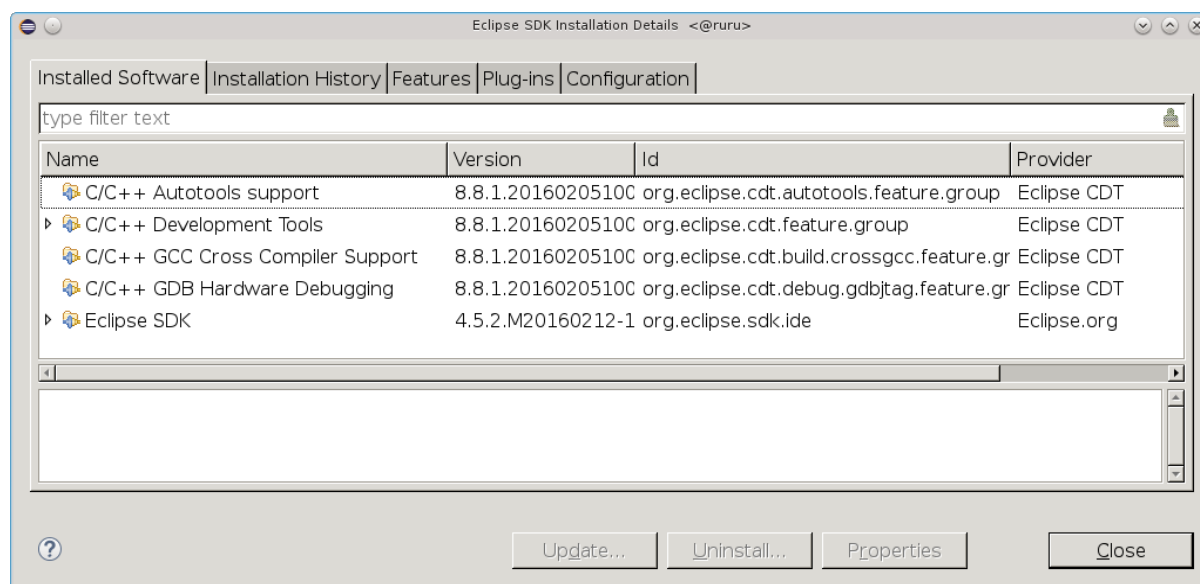 Eclipse SDK Installation Details <@ruru>
Installed Software Installation History Features Plug-ins Configuration
type filter text
Name Version Id Provider
C/C++ Autotools support 8.8.1.20160205100 org.eclipse.cdt.autotools.feature.group Eclipse CDT
C/C++ Development Tools 8.8.1.20160205100 org.eclipse.cdt.feature.group Eclipse CDT
C/C++ GCC Cross Compiler Support 8.8.1.20160205100 org.eclipse.cdt.build.crossgcc.feature.gr Eclipse CDT
C/C++ GDB Hardware Debugging 8.8.1.20160205100 org.eclipse.cdt.debug.gdbjtag.feature.gr Eclipse CDT
Eclipse SDK 4.5.2.M20160212-1 org.eclipse.sdk.ide Eclipse.org
Update... Uninstall... Properties Close